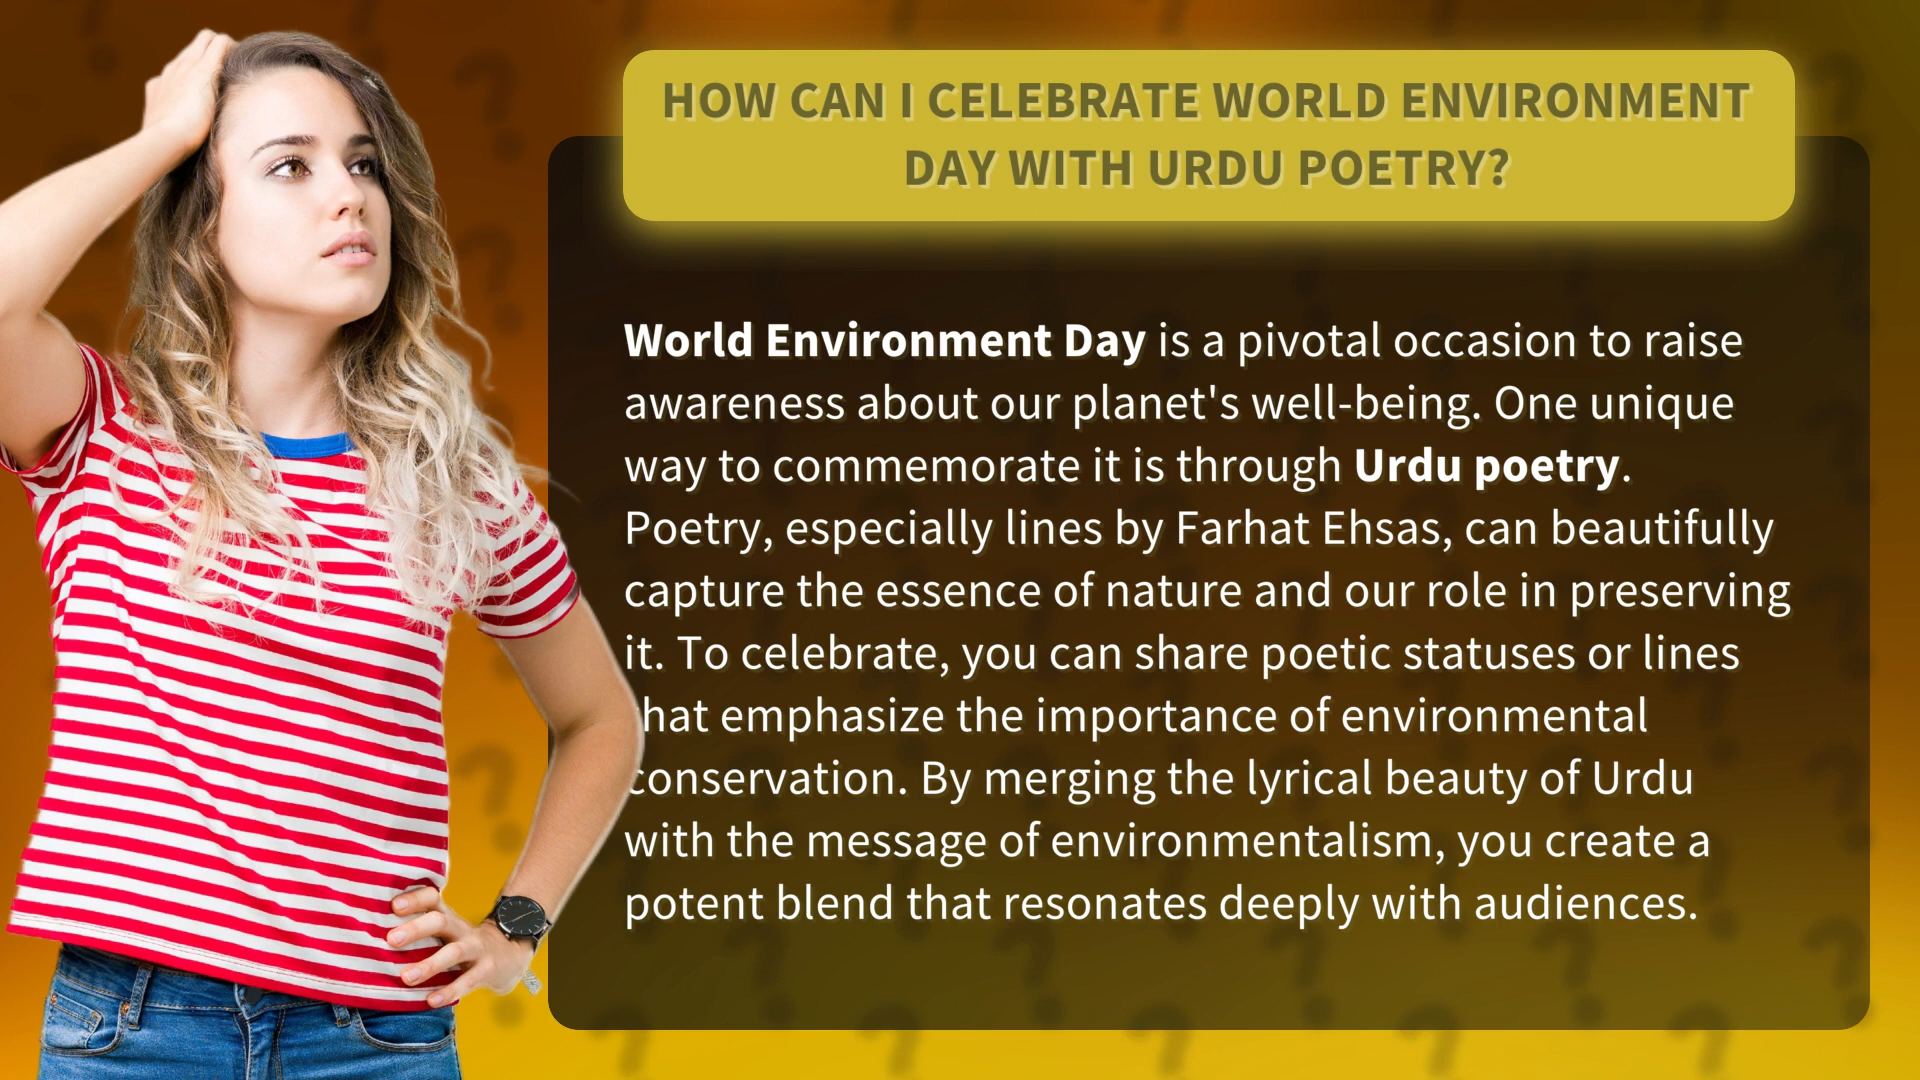 HOW CAN I CELEBRATE WORLD ENVIRONMENT
DAY WITH URDU POETRY?
World Environment Day is a pivotal occasion to raise
awareness about our planet's well-being. One unique
way to commemorate it is through Urdu poetry.
Poetry, especially lines by Farhat Ehsas, can beautifully
capture the essence of nature and our role in preserving
it. To celebrate, you can share poetic statuses or lines
that emphasize the importance of environmental
conservation. By merging the lyrical beauty of Urdu
with the message of environmentalism, you create a
potent blend that resonates deeply with audiences.